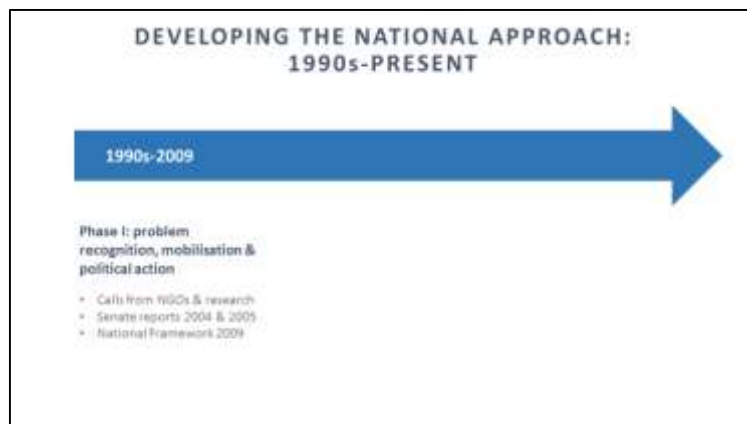 DEVELOPING THE NATIONAL APPROACH:
1990s-PRESENT
1990s-2009
Phase I: problem
recognition, mobilisation &
political action
• Calls from NGOs & research
• Senate reports 2004 & 2005
• National Framework 2009